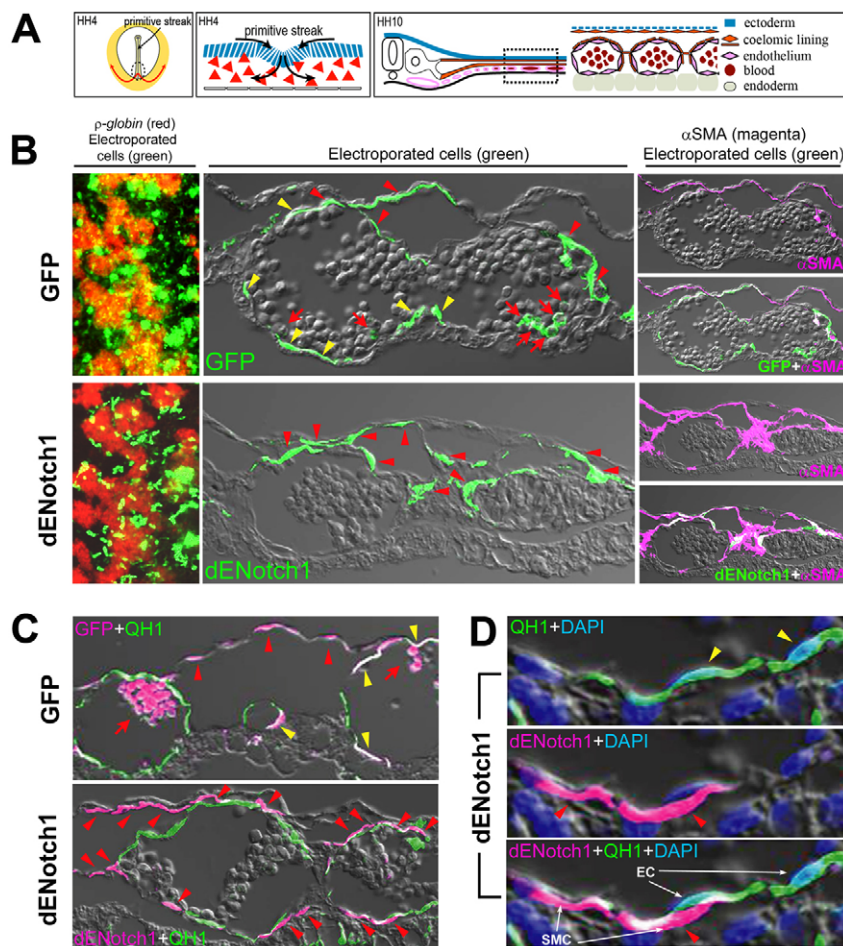 A
HH4
primitive streak
HH4
primitive streak
HH10
ectoderm
coelomic lining
endothelium
blood
endoderm
B
ρ-globin (red)
Electroporated
cells (green)
Electroporated cells (green)
αSMA (magenta)
Electroporated cells (green)
GFP
GFP
αSMA
GFP+αSMA
dENotch1
dENotch1
αSMA
dENotch1+αSMA
C
GFP
GFP+QH1
dENotch1
dENotch1+QH1
D
dENotch1
QH1+DAPI
dENotch1+DAPI
dENotch1+QH1+DAPI
EC
SMC